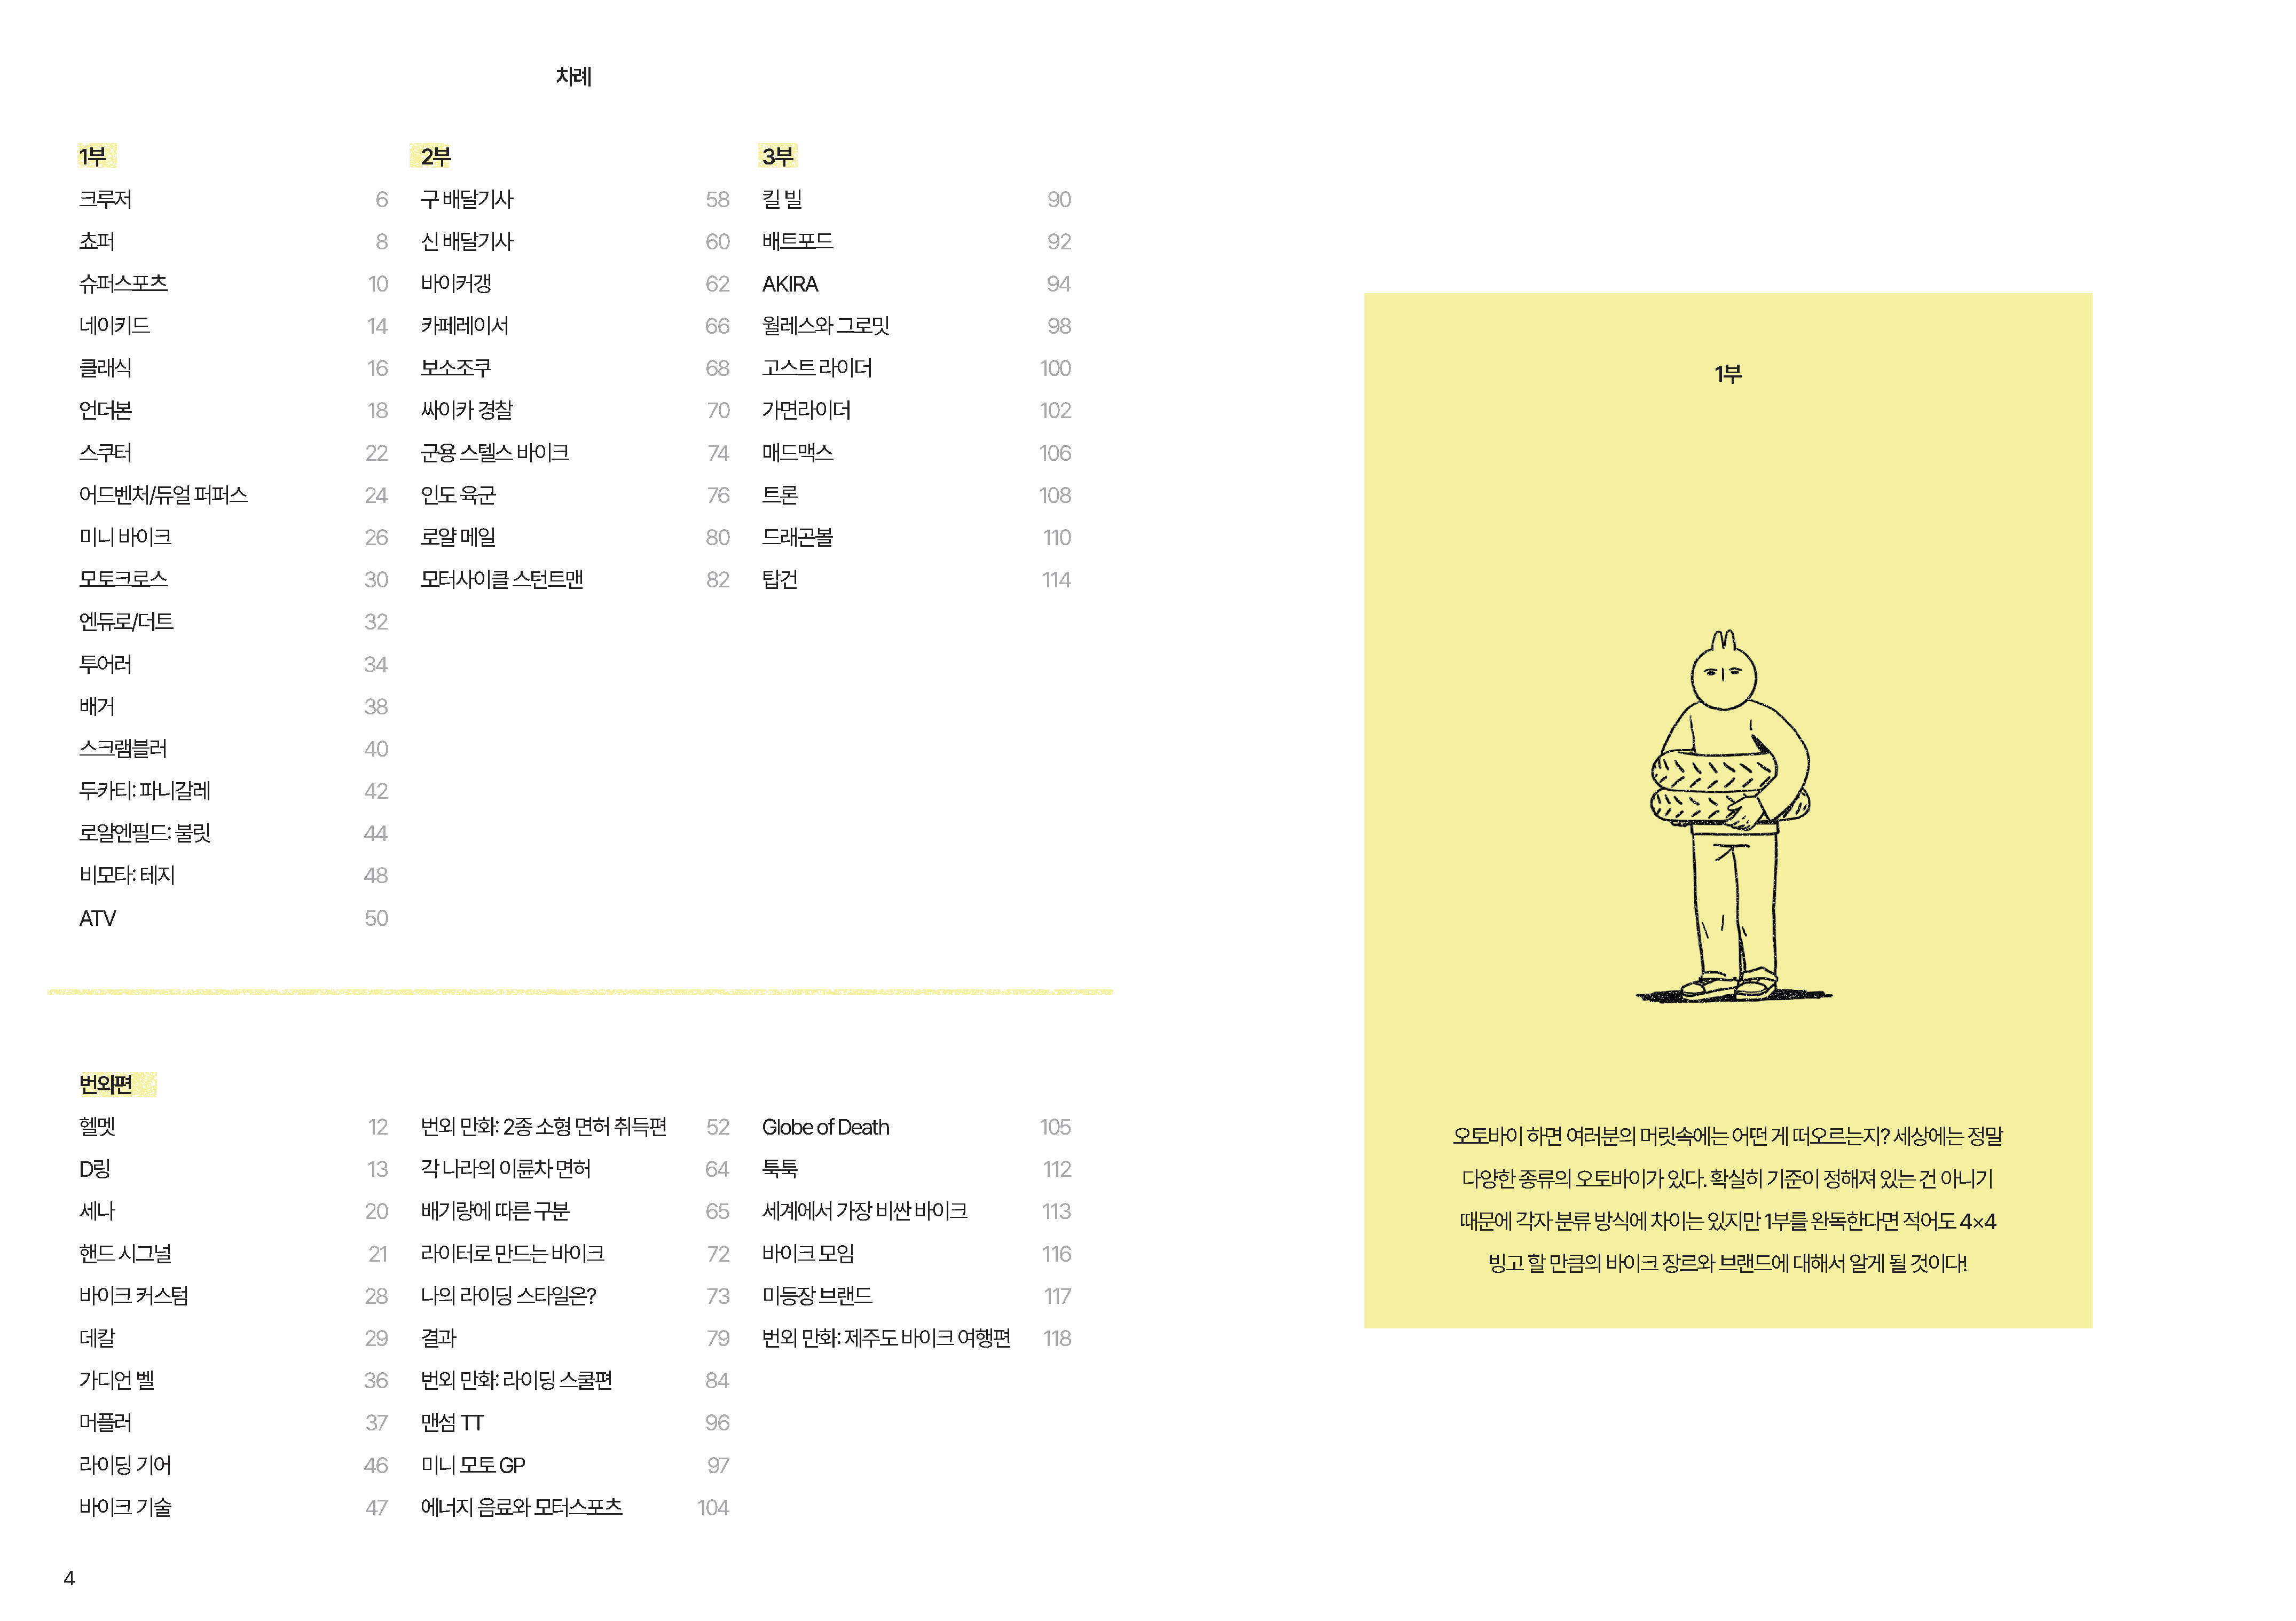 차례
1부
크루저 6
쵸퍼 8
슈퍼스포츠 10
네이키드 14
클래식 16
언더본 18
스쿠터 22
어드벤처/듀얼 퍼퍼스 24
미니 바이크 26
모토크로스 30
엔듀로/더트 32
투어러 34
배거 38
스크램블러 40
두카티: 파니갈레 42
로얄엔필드: 불릿 44
비모타: 테지 48
ATV 50
2부
구 배달기사 58
신 배달기사 60
바이커갱 62
카페레이서 66
보소조쿠 68
싸이카 경찰 70
군용 스텔스 바이크 74
인도 육군 76
로얄 메일 80
모터사이클 스턴트맨 82
3부
킬 빌 90
배트포드 92
AKIRA 94
월레스와 그로밋 98
고스트 라이더 100
가면라이더 102
매드맥스 106
트론 108
드래곤볼 110
탑건 114
번외편
헬멧 12
D링 13
세나 20
핸드 시그널 21
바이크 커스텀 28
데칼 29
가디언 벨 36
머플러 37
라이딩 기어 46
바이크 기술 47
번외 만화: 2종 소형 면허 취득편 52
각 나라의 이륜차 면허 64
배기량에 따른 구분 65
라이터로 만드는 바이크 72
나의 라이딩 스타일은? 73
결과 79
번외 만화: 라이딩 스쿨편 84
맨섬 TT 96
미니 모토 GP 97
에너지 음료와 모터스포츠 104
Globe of Death 105
툭툭 112
세계에서 가장 비싼 바이크 113
바이크 모임 116
미등장 브랜드 117
번외 만화: 제주도 바이크 여행편 118
4
1부
오토바이 하면 여러분의 머릿속에는 어떤 게 떠오르는지? 세상에는 정말
다양한 종류의 오토바이가 있다. 확실히 기준이 정해져 있는 건 아니기
때문에 각자 분류 방식에 차이는 있지만 1부를 완독한다면 적어도 4×4
빙고 할 만큼의 바이크 장르와 브랜드에 대해서 알게 될 것이다!